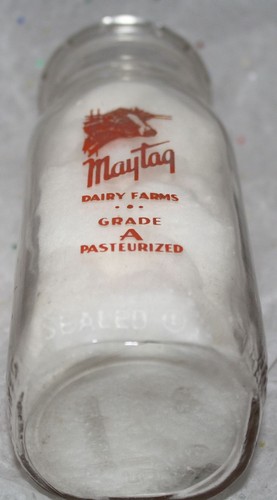 Maytag
DAIRY FARMS
GRADE
A
PASTEURIZED
SEALED